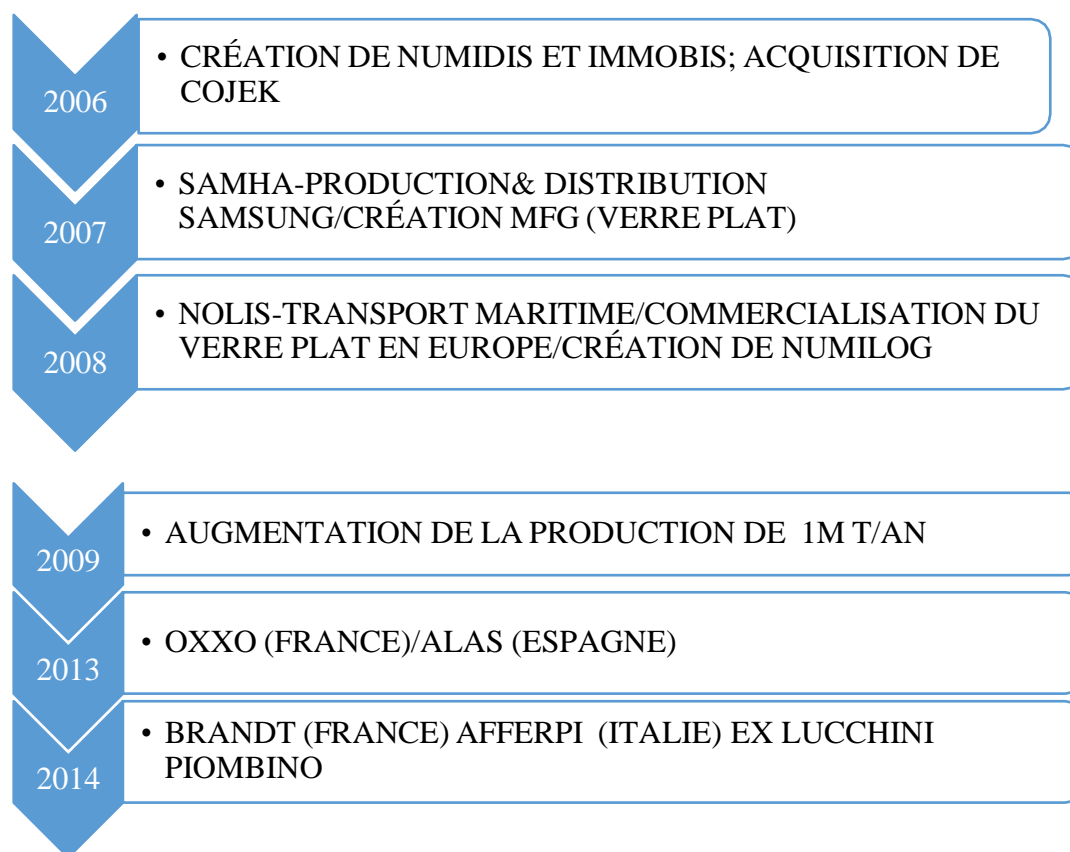 2006
• CRÉATION DE NUMIDIS ET IMMOBIS; ACQUISITION DE
COJEK
2007
• SAMHA-PRODUCTION& DISTRIBUTION
SAMSUNG/CRÉATION MFG (VERRE PLAT)
2008
• NOLIS-TRANSPORT MARITIME/COMMERCIALISATION DU
VERRE PLAT EN EUROPE/CRÉATION DE NUMILOG
2009
• AUGMENTATION DE LA PRODUCTION DE 1M T/AN
2013
• OXXO (FRANCE)/ALAS (ESPAGNE)
2014
• BRANDT (FRANCE) AFFERPI (ITALIE) EX LUCCHINI
PIOMBINO